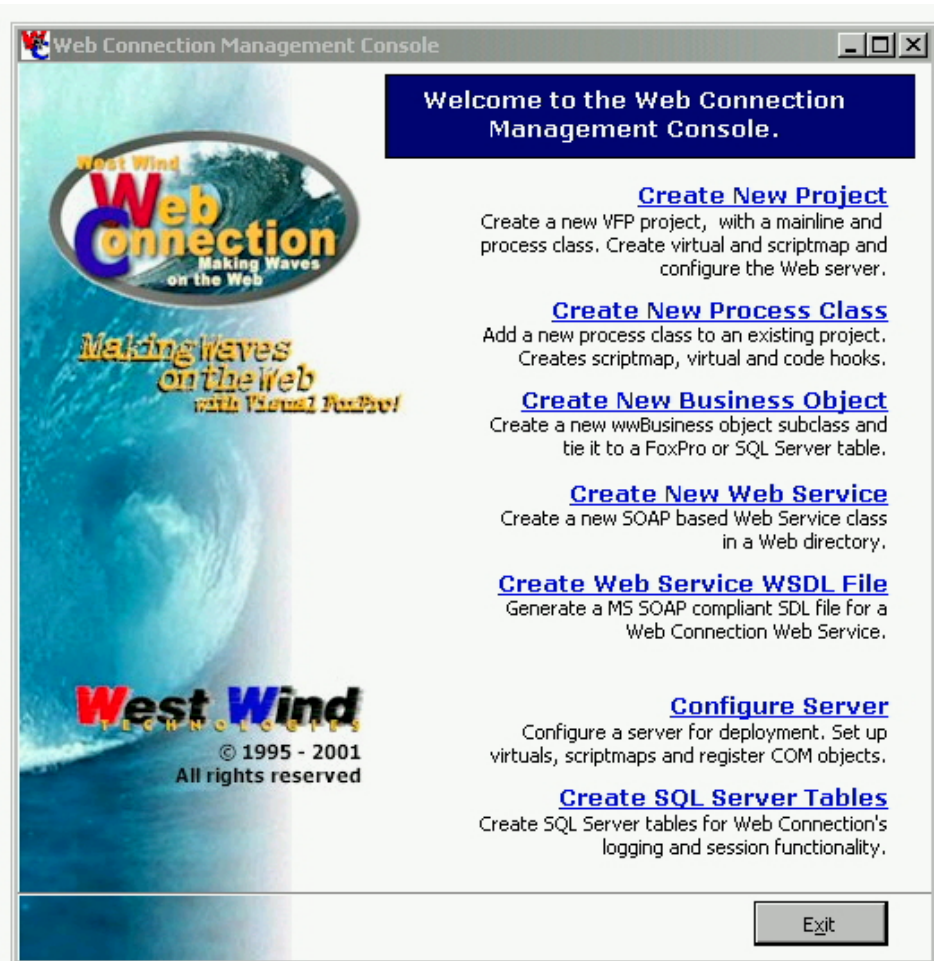 Web Connection Management Console
Welcome to the Web Connection
Management Console.
West Wind
Web
Connection
Making Waves
on the Web
Making Waves
on the Web
with Visual FoxPro!
Create New Project
Create a new VFP project, with a mainline and
process class. Create virtual and scriptmap and
configure the Web server.
Create New Process Class
Add a new process class to an existing project.
Creates scriptmap, virtual and code hooks.
Create New Business Object
Create a new wwBusiness object subclass and
tie it to a FoxPro or SQL Server table.
Create New Web Service
Create a new SOAP based Web Service class
in a Web directory.
Create Web Service WSDL File
Generate a MS SOAP compliant SDL file for a
Web Connection Web Service.
West Wind
TECHNOLOGIES
© 1995 - 2001
All rights reserved
Configure Server
Configure a server for deployment. Set up
virtuals, scriptmaps and register COM objects.
Create SQL Server Tables
Create SQL Server tables for Web Connection's
logging and session functionality.
Exit